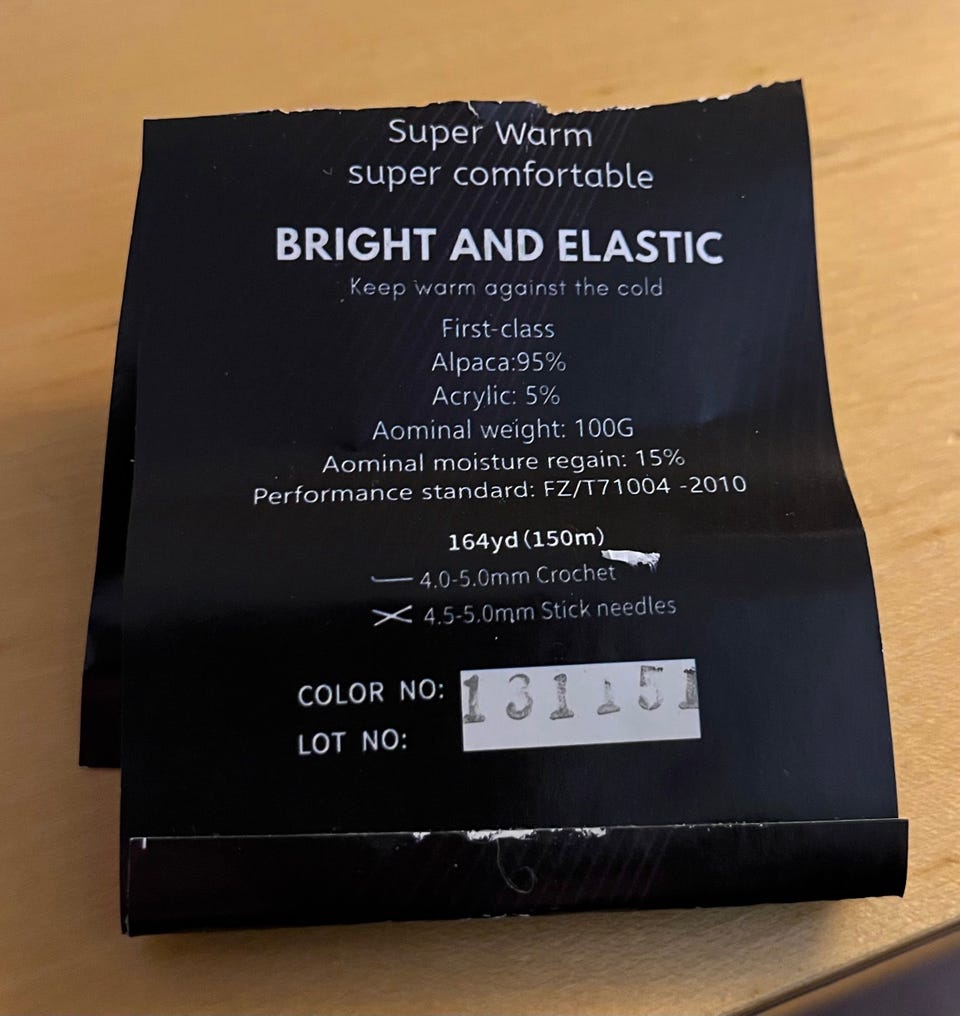 Super Warm
super comfortable
BRIGHT AND ELASTIC
Keep warm against the cold
First-class
Alpaca:95%
Acrylic: 5%
Aominal weight: 100G
Aominal moisture regain: 15%
Performance standard: FZ/T71004 -2010
164yd (150m)
4.0-5.0mm Crochet
4.5-5.0mm Stick needles
COLOR NO: 131151
LOT NO: